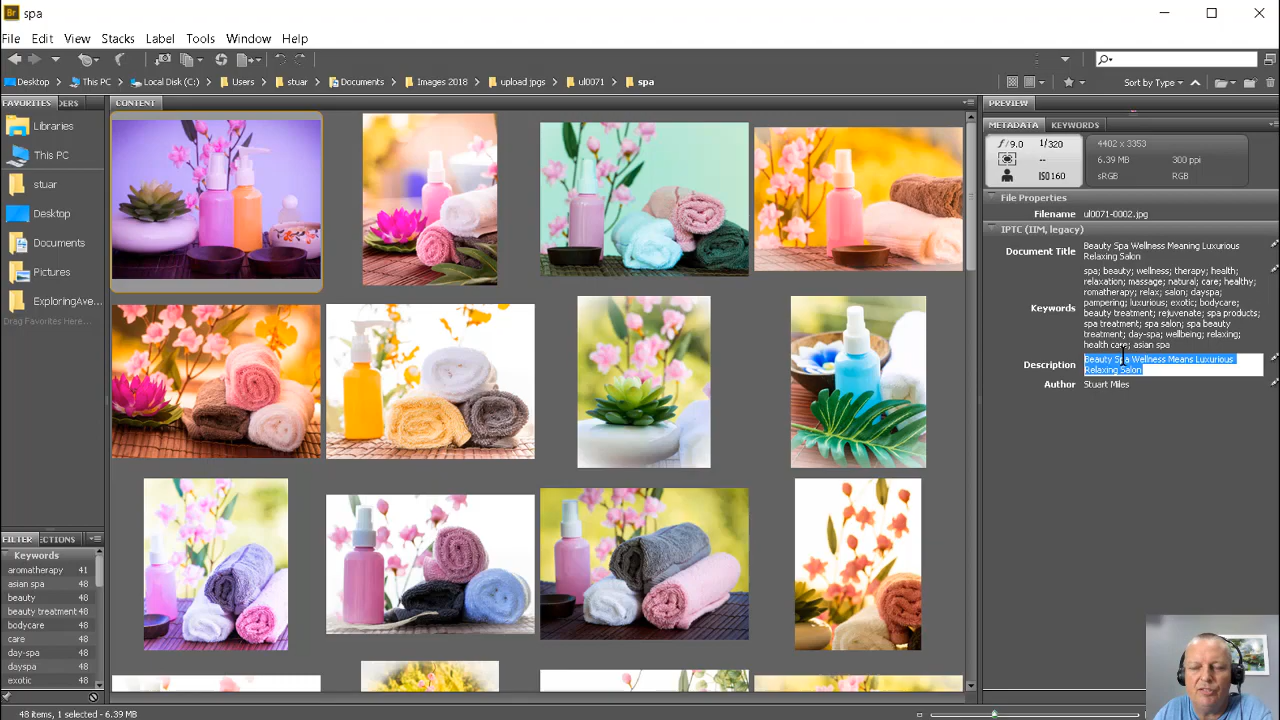 Br spa
File Edit View Stacks Label Tools Window Help
Desktop This PC Local Disk (C:) Users stuar Documents Images 2018 upload jpgs ul0071 spa
Sort by Type
FAVORITES DERS
Libraries
This PC
stuar
Desktop
Documents
Pictures
ExploringAve...
Drag Favorites Here...
FILTER ECTIONS
Keywords
aromatherapy 41
asian spa 48
beauty 48
beauty treatment 48
bodycare 48
care 48
day-spa 48
dayspa 48
exotic 48
CONTENT
PREVIEW
METADATA KEYWORDS
f/9.0 1/320
--
ISO160
4402 x 3353
6.39 MB 300 ppi
sRGB RGB
File Properties
Filename ul0071-0002.jpg
IPTC (IIM, legacy)
Document Title Beauty Spa Wellness Meaning Luxurious
Relaxing Salon
Keywords spa; beauty; wellness; therapy; health;
relaxation; massage; natural; care; healthy;
romatherapy; relax; salon; dayspa;
pampering; luxurious; exotic; bodycare;
beauty treatment; rejuvenate; spa products;
spa treatment; spa salon; spa beauty
treatment; day-spa; wellbeing; relaxing;
health care; asian spa
Description Beauty Spa Wellness Means Luxurious
Relaxing Salon
Author Stuart Miles
48 items, 1 selected - 6.39 MB